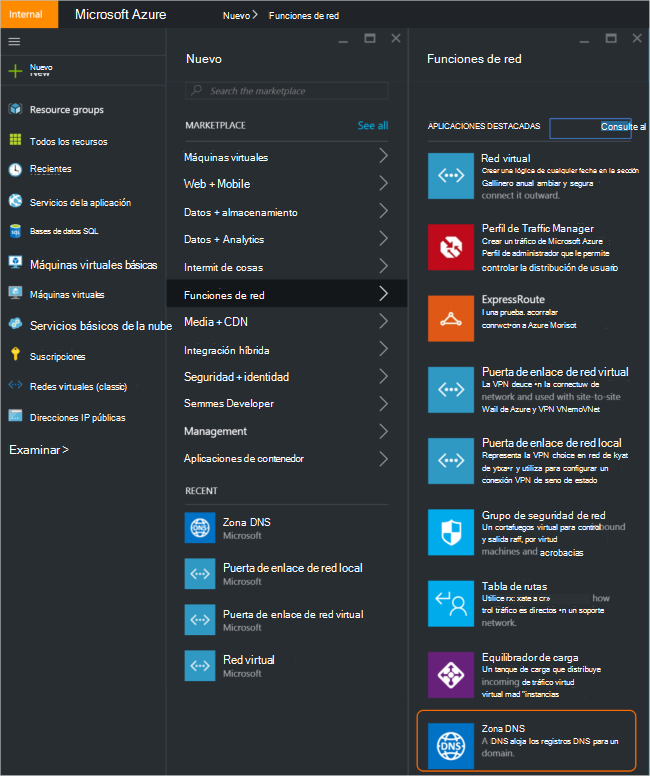 Internal
Microsoft Azure
Nuevo > Funciones de red
Nuevo
New
Resource groups
Todos los recursos
Recientes
Servicios de la aplicación
Bases de datos SQL
Máquinas virtuales básicas
Máquinas virtuales
Servicios básicos de la nube
Suscripciones
Redes virtuales (classic)
Direcciones IP públicas
Examinar >
Nuevo
Search the marketplace
MARKETPLACE
See all
Máquinas virtuales
Web + Mobile
Datos + almacenamiento
Datos + Analytics
Intermit de cosas
Funciones de red
Media + CDN
Integración híbrida
Seguridad + identidad
Semmes Developer
Management
Aplicaciones de contenedor
RECENT
Zona DNS
Microsoft
Puerta de enlace de red local
Microsoft
Puerta de enlace de red virtual
Microsoft
Red virtual
Microsoft
Funciones de red
APLICACIONES DESTACADAS
Consulte al
Red virtual
Crear una lógica de cualquier feche en la sección
Gallinero anual ambiar y segura
connect it outward.
Perfil de Traffic Manager
Crear un tráfico de Microsoft Azure
Perfil de administrador que le permite
controlar la distribución de usuario
ExpressRoute
I una prueba. acorralar
a Azure Morisot
Puerta de enlace de red virtual
La VPN deuce •n la correctuw de
network and used with site-to-site
Wail de Azure y VPN VNemoVNet
Puerta de enlace de red local
Representa la VPN choice en red de kyat
de ytxa•r y utiliza para configurar un
conexión VPN de seno de estado
Grupo de seguridad de red
Un cortafuegos virtual para control bound
y salida raff, por virtud
machines and acrobacias
Tabla de rutas
Utilice rx: xate a cr» how
trol tráfico es directos •n un soporte
network.
Equilibrador de carga
Un tanque de carga que distribuye
incoming de tráfico virtud
virtual mad "instancias
Zona DNS
A DNS aloja los registros DNS para un
domain.
DNS
DNS